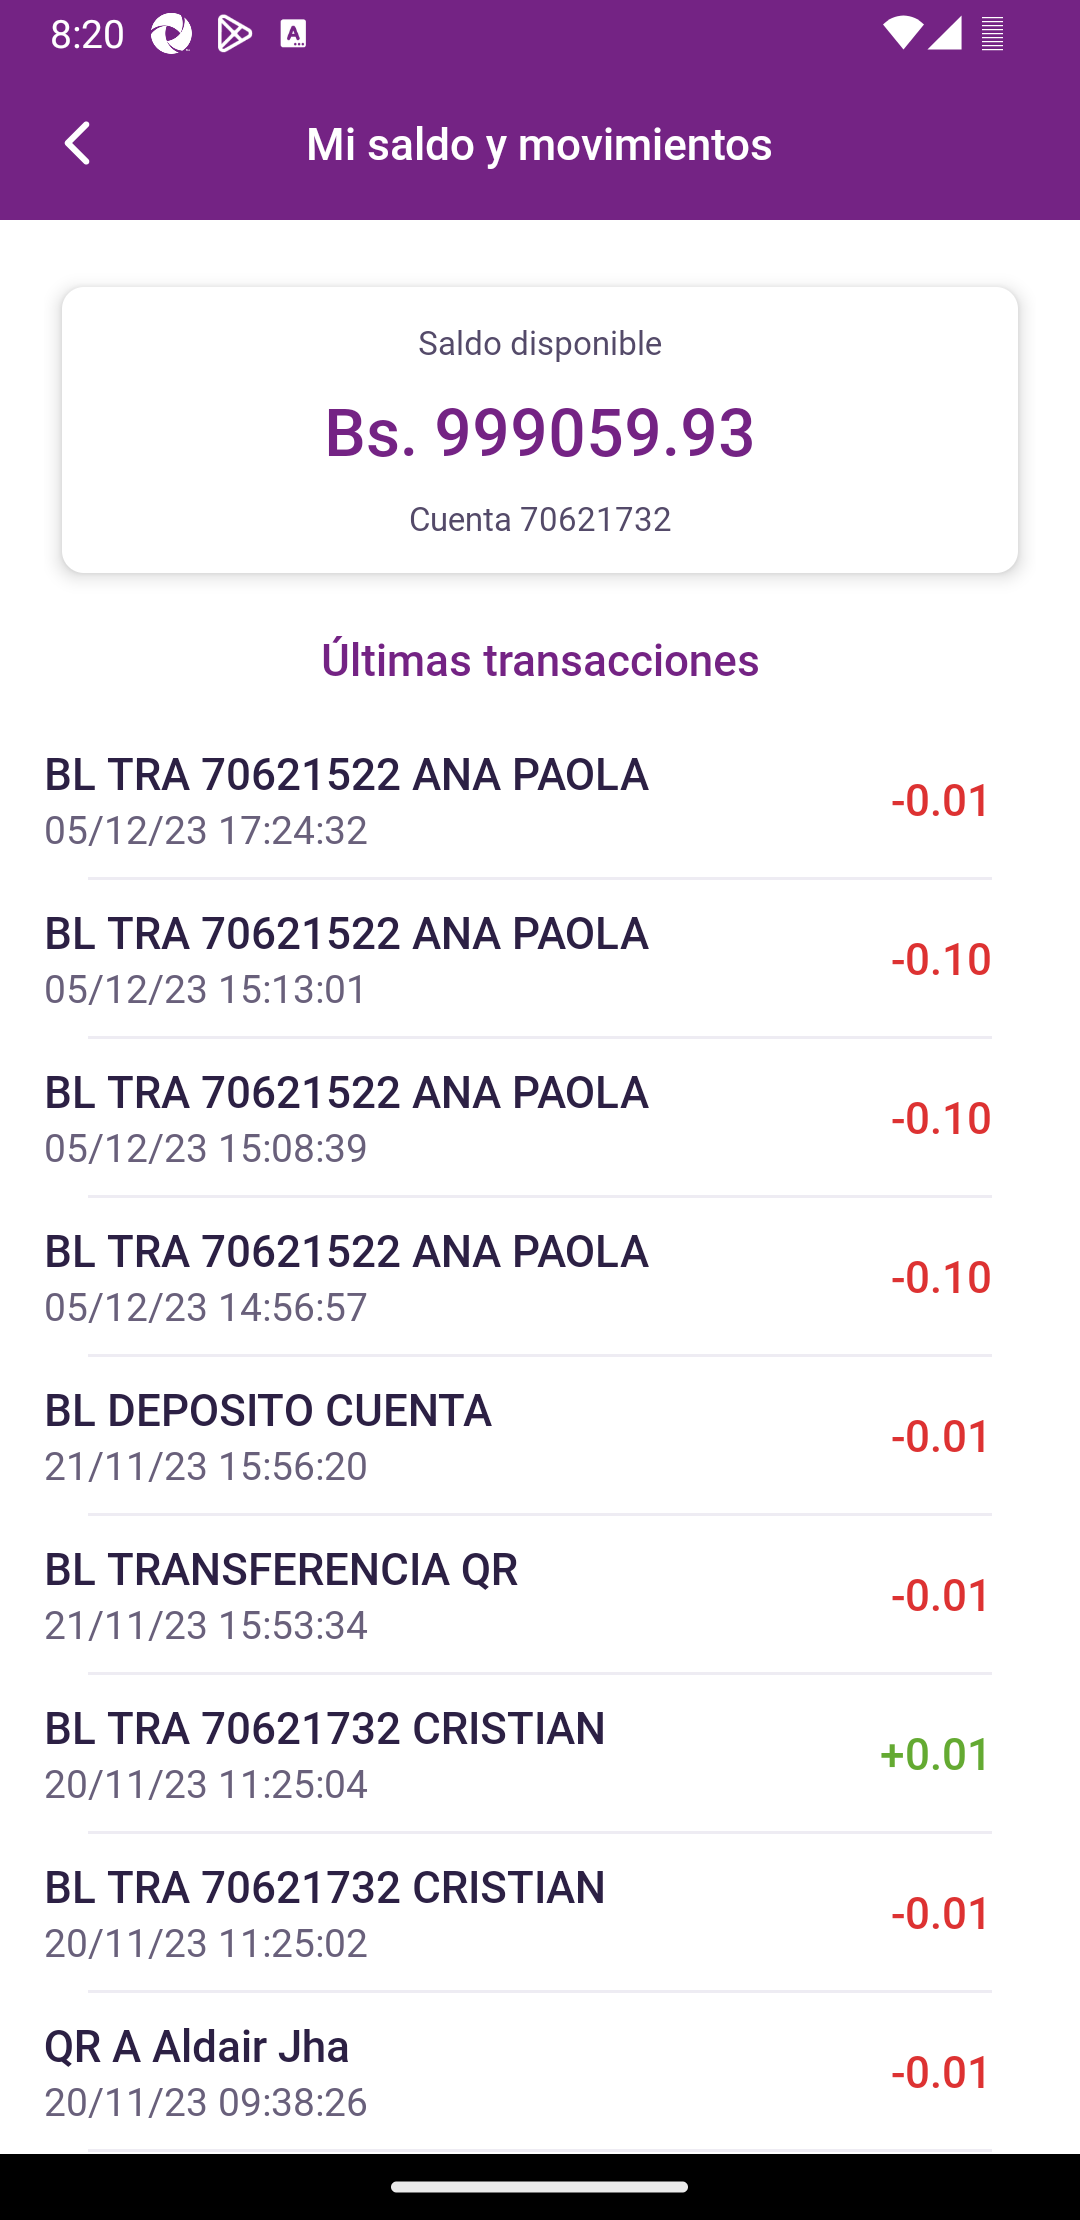 8:20
Mi saldo y movimientos
Saldo disponible
Bs. 999059.93
Cuenta 70621732
Últimas transacciones
BL TRA 70621522 ANA PAOLA
05/12/23 17:24:32
-0.01
BL TRA 70621522 ANA PAOLA
05/12/23 15:13:01
-0.10
BL TRA 70621522 ANA PAOLA
05/12/23 15:08:39
-0.10
BL TRA 70621522 ANA PAOLA
05/12/23 14:56:57
-0.10
BL DEPOSITO CUENTA
21/11/23 15:56:20
-0.01
BL TRANSFERENCIA QR
21/11/23 15:53:34
-0.01
BL TRA 70621732 CRISTIAN
20/11/23 11:25:04
+0.01
BL TRA 70621732 CRISTIAN
20/11/23 11:25:02
-0.01
QR A Aldair Jha
20/11/23 09:38:26
-0.01